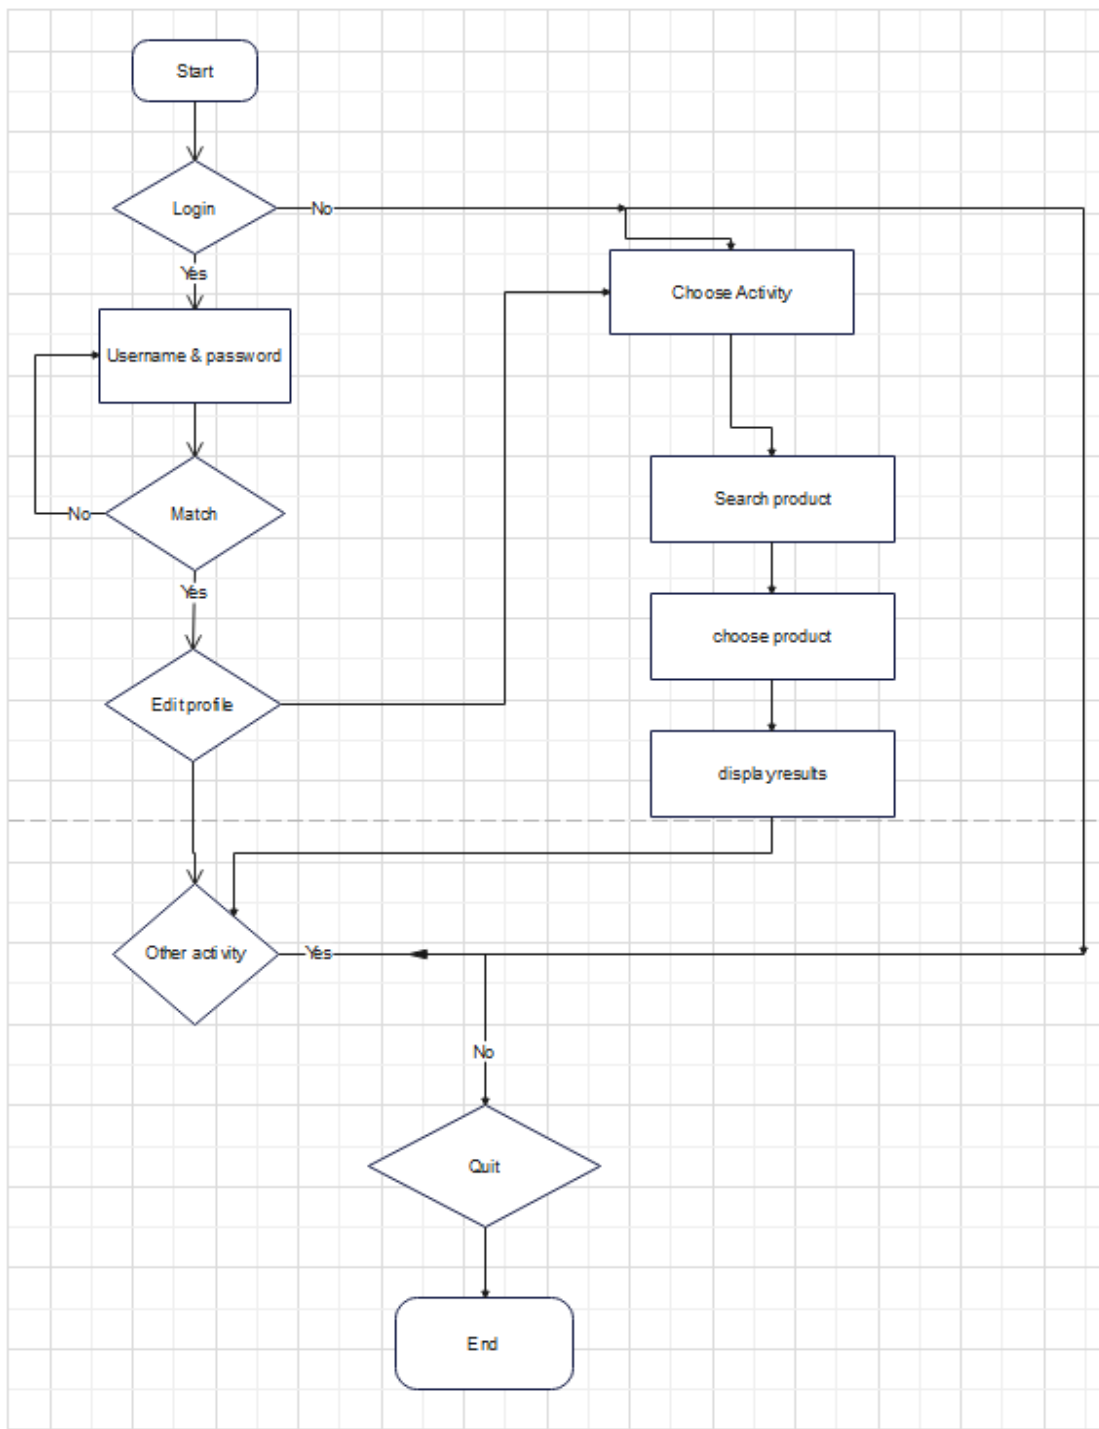 Start
Login
No
Yes
Choose Activity
Username & password
Search product
No
Match
Yes
choose product
Edit profile
display results
Other activity
Yes
No
Quit
End